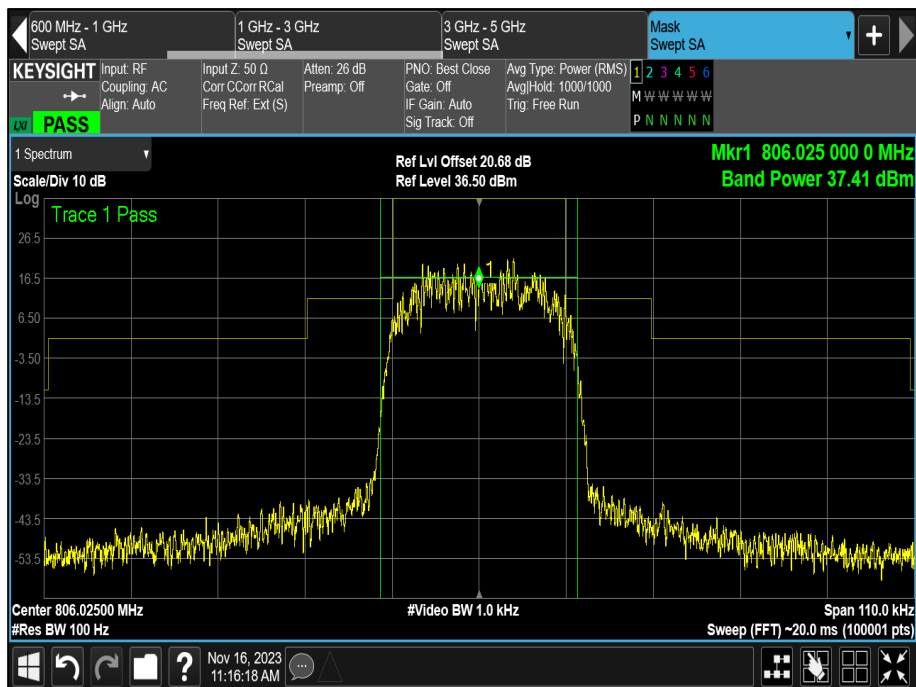 600 MHz - 1 GHz
Swept SA
1 GHz - 3 GHz
Swept SA
3 GHz - 5 GHz
Swept SA
Mask
Swept SA
+
KEYSIGHT
Input: RF
Coupling: AC
Align: Auto
Input Z: 50 Ω
Corr CCorr RCal
Freq Ref: Ext (S)
Atten: 26 dB
Preamp: Off
PNO: Best Close
Gate: Off
IF Gain: Auto
Sig Track: Off
Avg Type: Power (RMS)
Avg|Hold: 1000/1000
Trig: Free Run
1 2 3 4 5 6
M W W W W W W
P N N N N N N
LXI PASS
1 Spectrum
Scale/Div 10 dB
Ref Lvl Offset 20.68 dB
Ref Level 36.50 dBm
Mkr1 806.025 000 0 MHz
Band Power 37.41 dBm
Log
Trace 1 Pass
26.5
16.5
6.50
-3.50
-13.5
-23.5
-33.5
-43.5
-53.5
1
Center 806.02500 MHz
#Res BW 100 Hz
#Video BW 1.0 kHz
Span 110.0 kHz
Sweep (FFT) ~20.0 ms (100001 pts)
?
Nov 16, 2023
11:16:18 AM